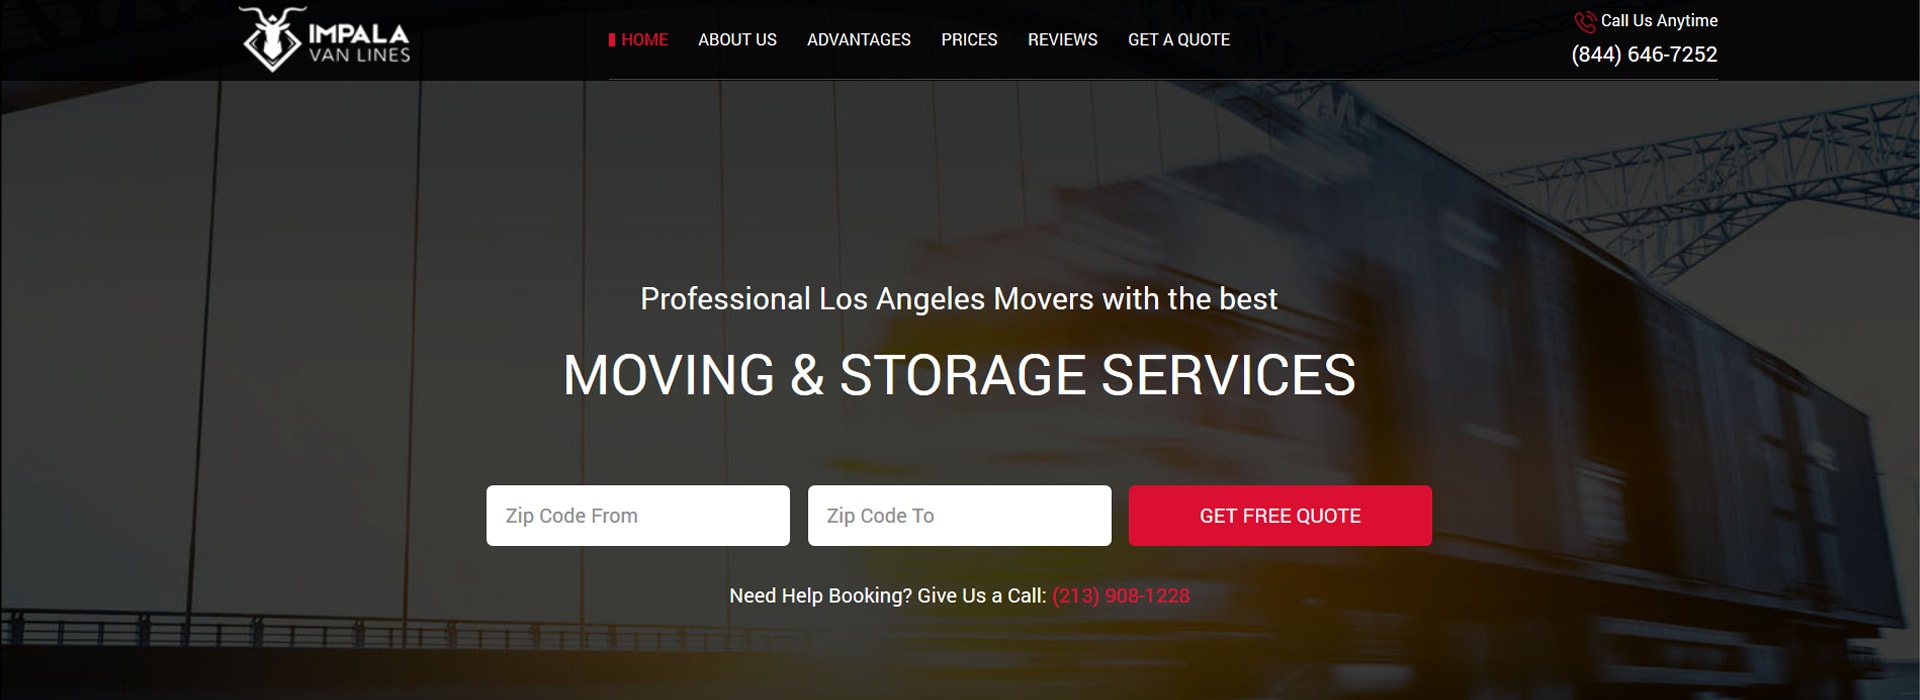 IMPALA
VAN LINES
HOME ABOUT US ADVANTAGES PRICES REVIEWS GET A QUOTE
Call Us Anytime
(844) 646-7252
Professional Los Angeles Movers with the best
MOVING & STORAGE SERVICES
Zip Code From Zip Code To GET FREE QUOTE
Need Help Booking? Give Us a Call: (213) 908-1228